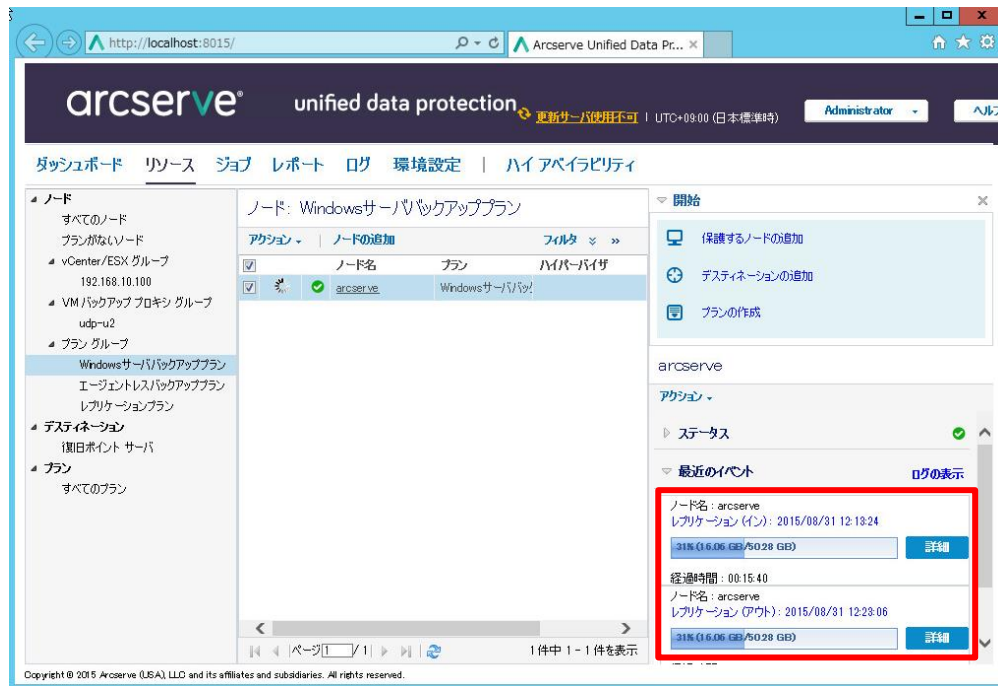 http://localhost:8015/
Arcserve Unified Data Pr...
arcserve® unified data protection
更新サーバ使用不可 | UTC+09:00 (日本標準時)
Administrator
ヘルプ
ダッシュボード リソース ジョブ レポート ログ 環境設定 | ハイ アベイラビリティ
ノード
すべてのノード
プランがないノード
vCenter/ESX グループ
192.168.10.100
VM バックアップ プロキシ グループ
udp-u2
プラン グループ
Windowsサーババックアッププラン
エージェントレスバックアッププラン
レプリケーションプラン
デスティネーション
復旧ポイント サーバ
プラン
すべてのプラン
ノード: Windowsサーババックアッププラン
アクション | ノードの追加 フィルタ
ノード名 プラン ハイパーバイザ
arcserve Windowsサーババッ
ページ 1 / 1
1件中 1 - 1 件を表示
開始
保護するノードの追加
デスティネーションの追加
プランの作成
arcserve
アクション
ステータス
最近のイベント ログの表示
ノード名 : arcserve
レプリケーション (イン) : 2015/08/31 12:13:24
31% (16.06 GB/50.28 GB) 詳細
経過時間 : 00:15:40
ノード名 : arcserve
レプリケーション (アウト) : 2015/08/31 12:23:06
31% (16.06 GB/50.28 GB) 詳細
Copyright © 2015 Arcserve (USA), LLC and its affiliates and subsidiaries. All rights reserved.